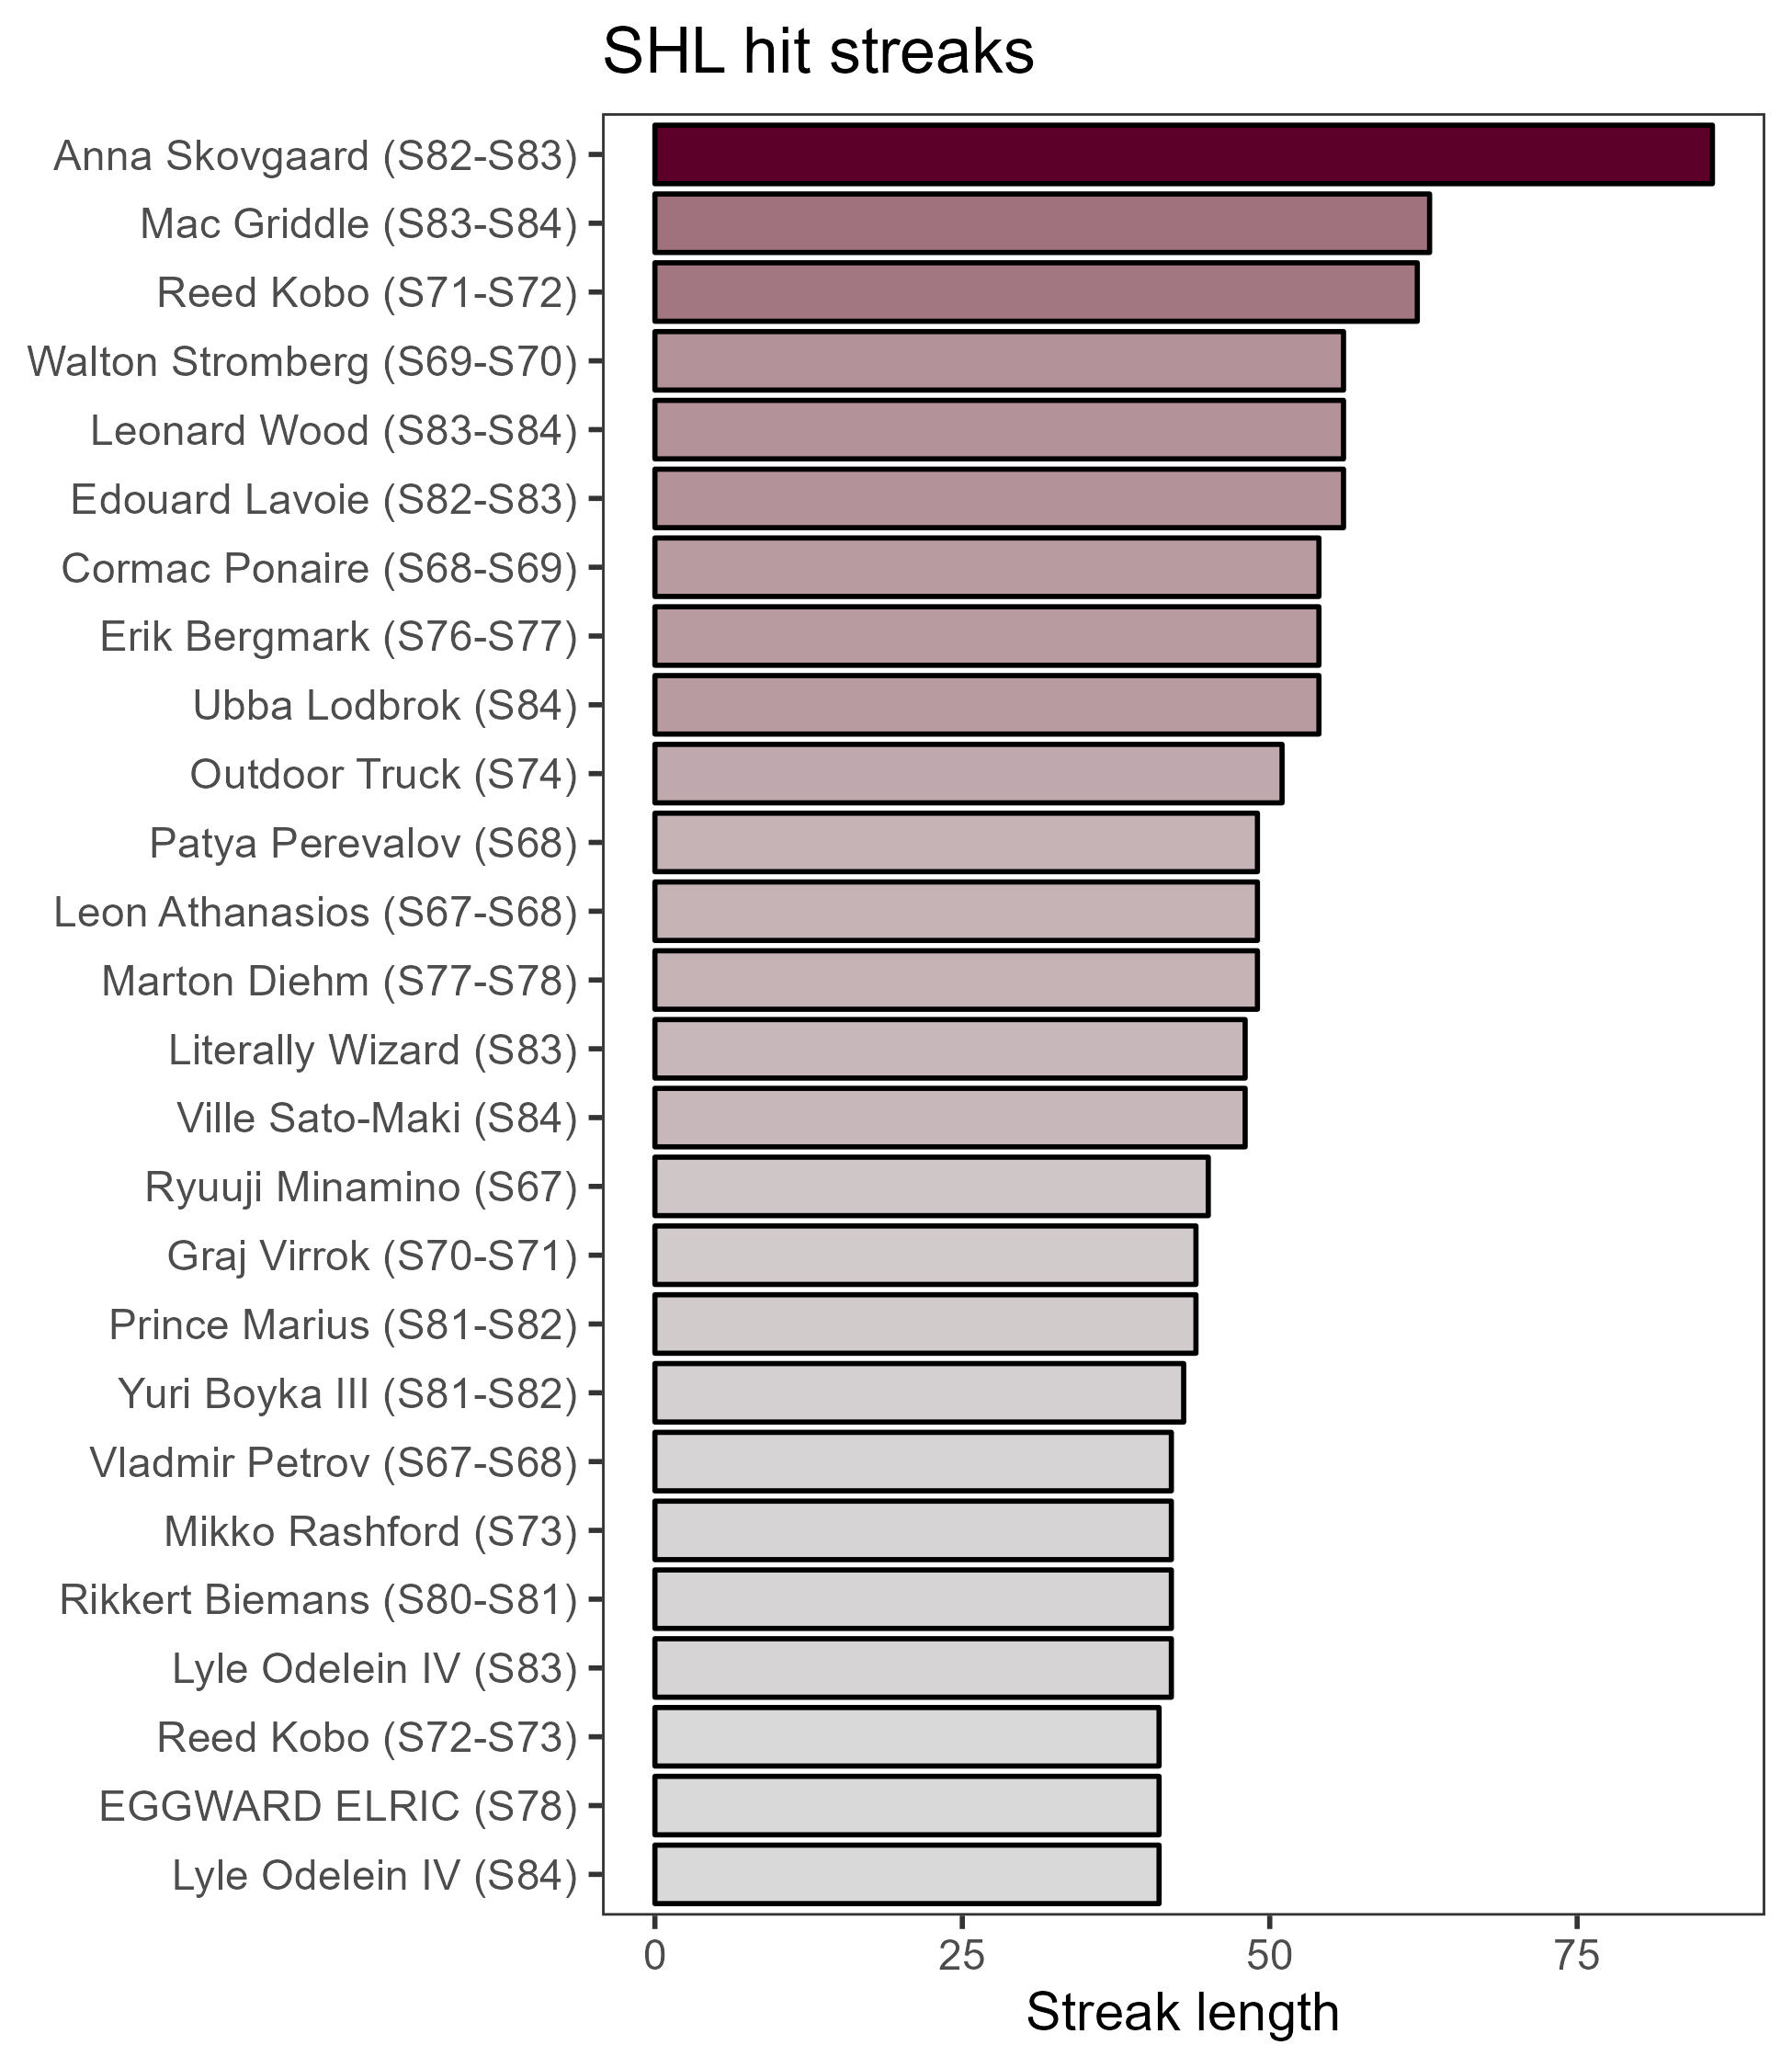 SHL hit streaks
Anna Skovgaard (S82-S83)
Mac Griddle (S83-S84)
Reed Kobo (S71-S72)
Walton Stromberg (S69-S70)
Leonard Wood (S83-S84)
Edouard Lavoie (S82-S83)
Cormac Ponaire (S68-S69)
Erik Bergmark (S76-S77)
Ubba Lodbrok (S84)
Outdoor Truck (S74)
Patya Perevalov (S68)
Leon Athanasios (S67-S68)
Marton Diehm (S77-S78)
Literally Wizard (S83)
Ville Sato-Maki (S84)
Ryuuji Minamino (S67)
Graj Virrok (S70-S71)
Prince Marius (S81-S82)
Yuri Boyka III (S81-S82)
Vladmir Petrov (S67-S68)
Mikko Rashford (S73)
Rikkert Biemans (S80-S81)
Lyle Odelein IV (S83)
Reed Kobo (S72-S73)
EGGWARD ELRIC (S78)
Lyle Odelein IV (S84)
0 25 50 75
Streak length